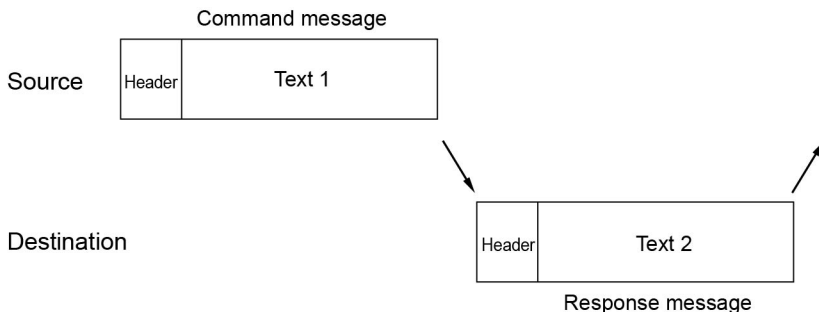 Command message
Source
Header
Text 1
Destination
Header
Text 2
Response message